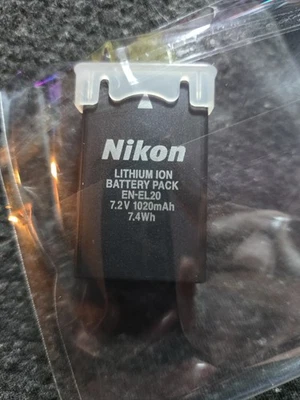 Nikon
LITHIUM ION
BATTERY PACK
EN-EL20
7.2V 1020mAh
7.4Wh